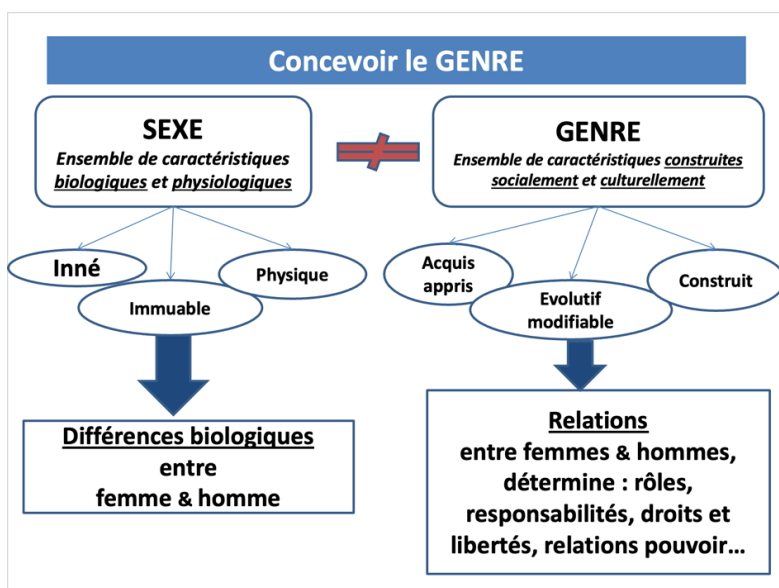 Concevoir le GENRE
SEXE
Ensemble de caractéristiques
biologiques et physiologiques
≠
GENRE
Ensemble de caractéristiques construites
socialement et culturellement
Inné
Immuable
Physique
Acquis
appris
Evolutif
modifiable
Construit
Différences biologiques
entre
femme & homme
Relations
entre femmes & hommes,
détermine : rôles,
responsabilités, droits et
libertés, relations pouvoir...